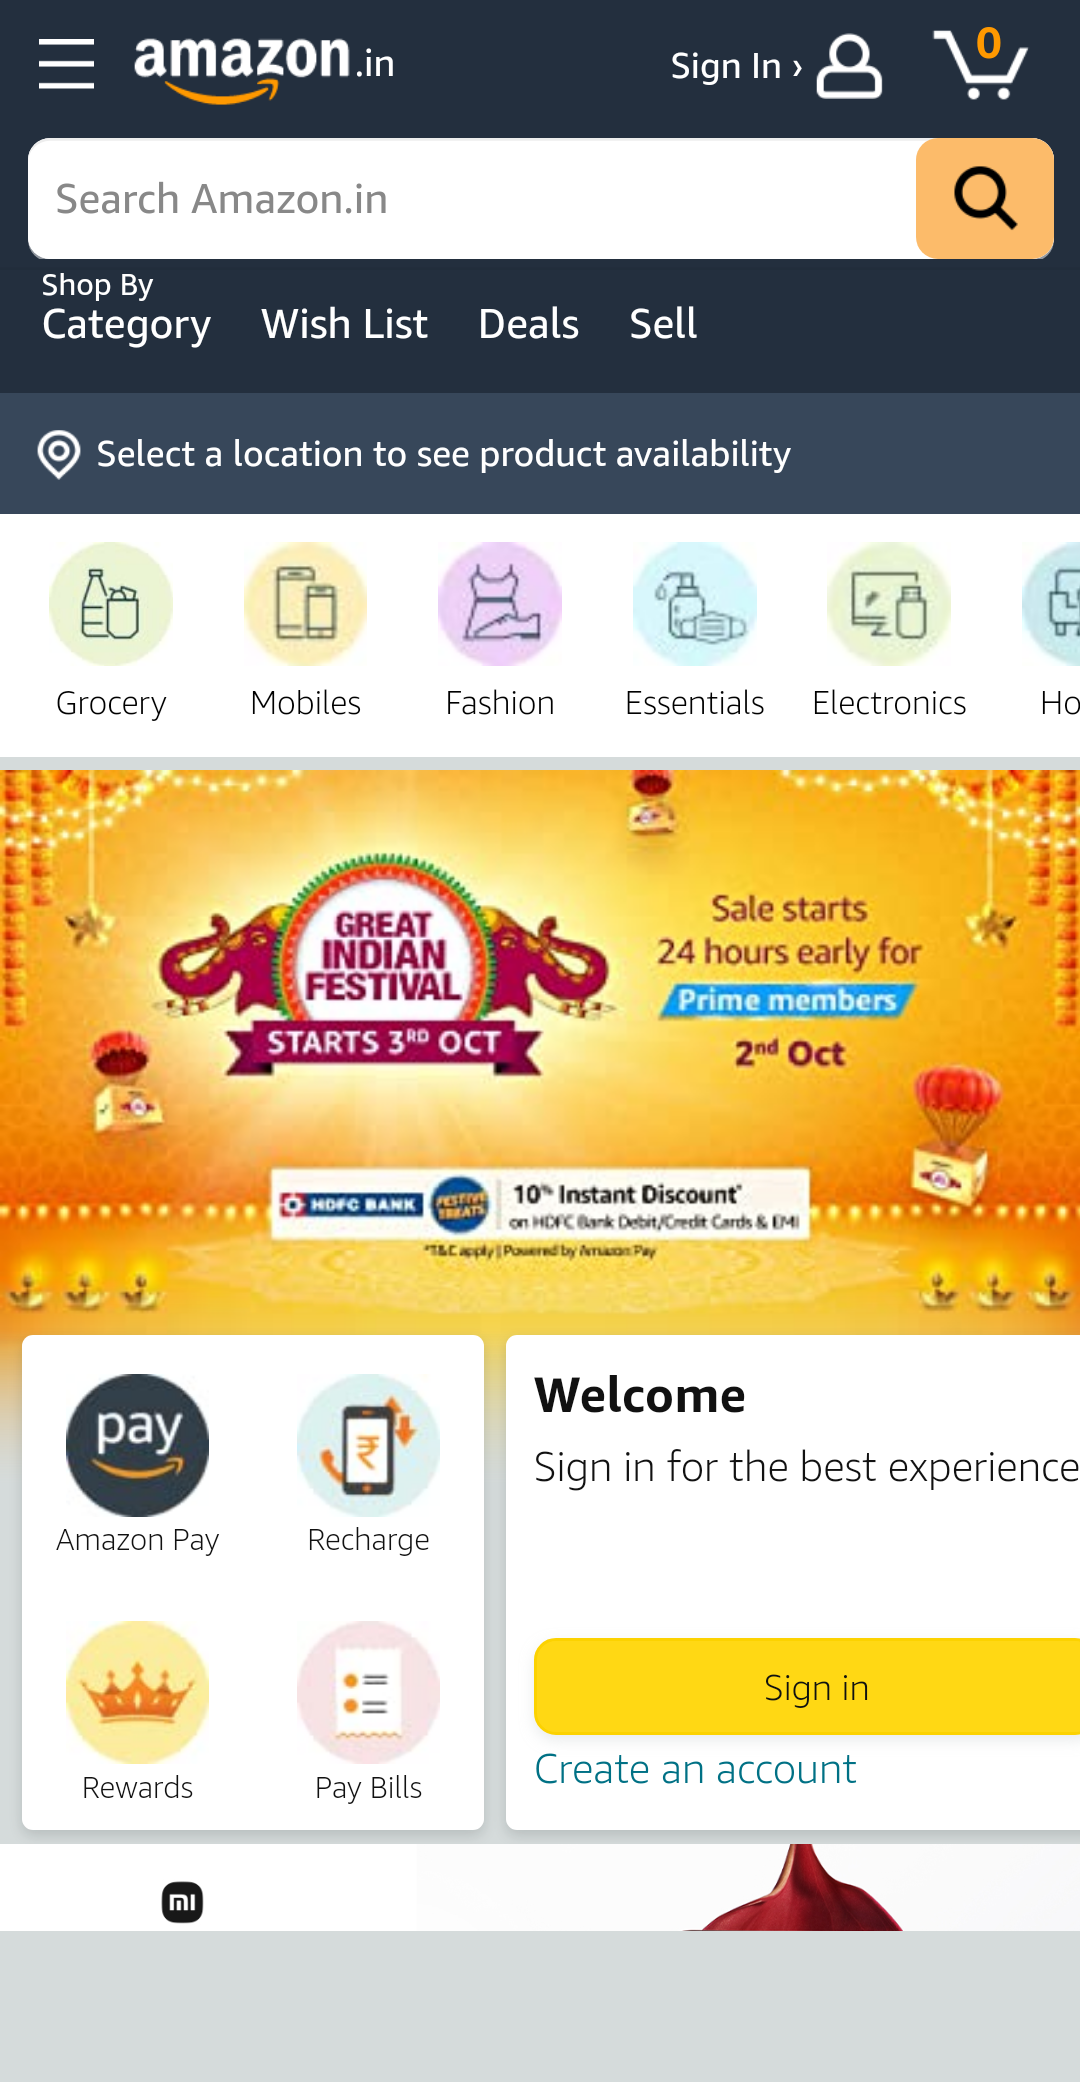 amazon.in
Sign In ›
0
Search Amazon.in
Shop By
Category Wish List Deals Sell
Select a location to see product availability
Grocery Mobiles Fashion Essentials Electronics Ho
GREAT
INDIAN
FESTIVAL
STARTS 3RD OCT
Sale starts
24 hours early for
Prime members
2nd Oct
HDFC BANK
FESTIVE
TREATS
10% Instant Discount*
on HDFC Bank Debit/Credit Cards & EMI
*T&C apply | Powered by Amazon Pay
pay
Amazon Pay Recharge
₹
Rewards Pay Bills
Welcome
Sign in for the best experience
Sign in
Create an account
mi